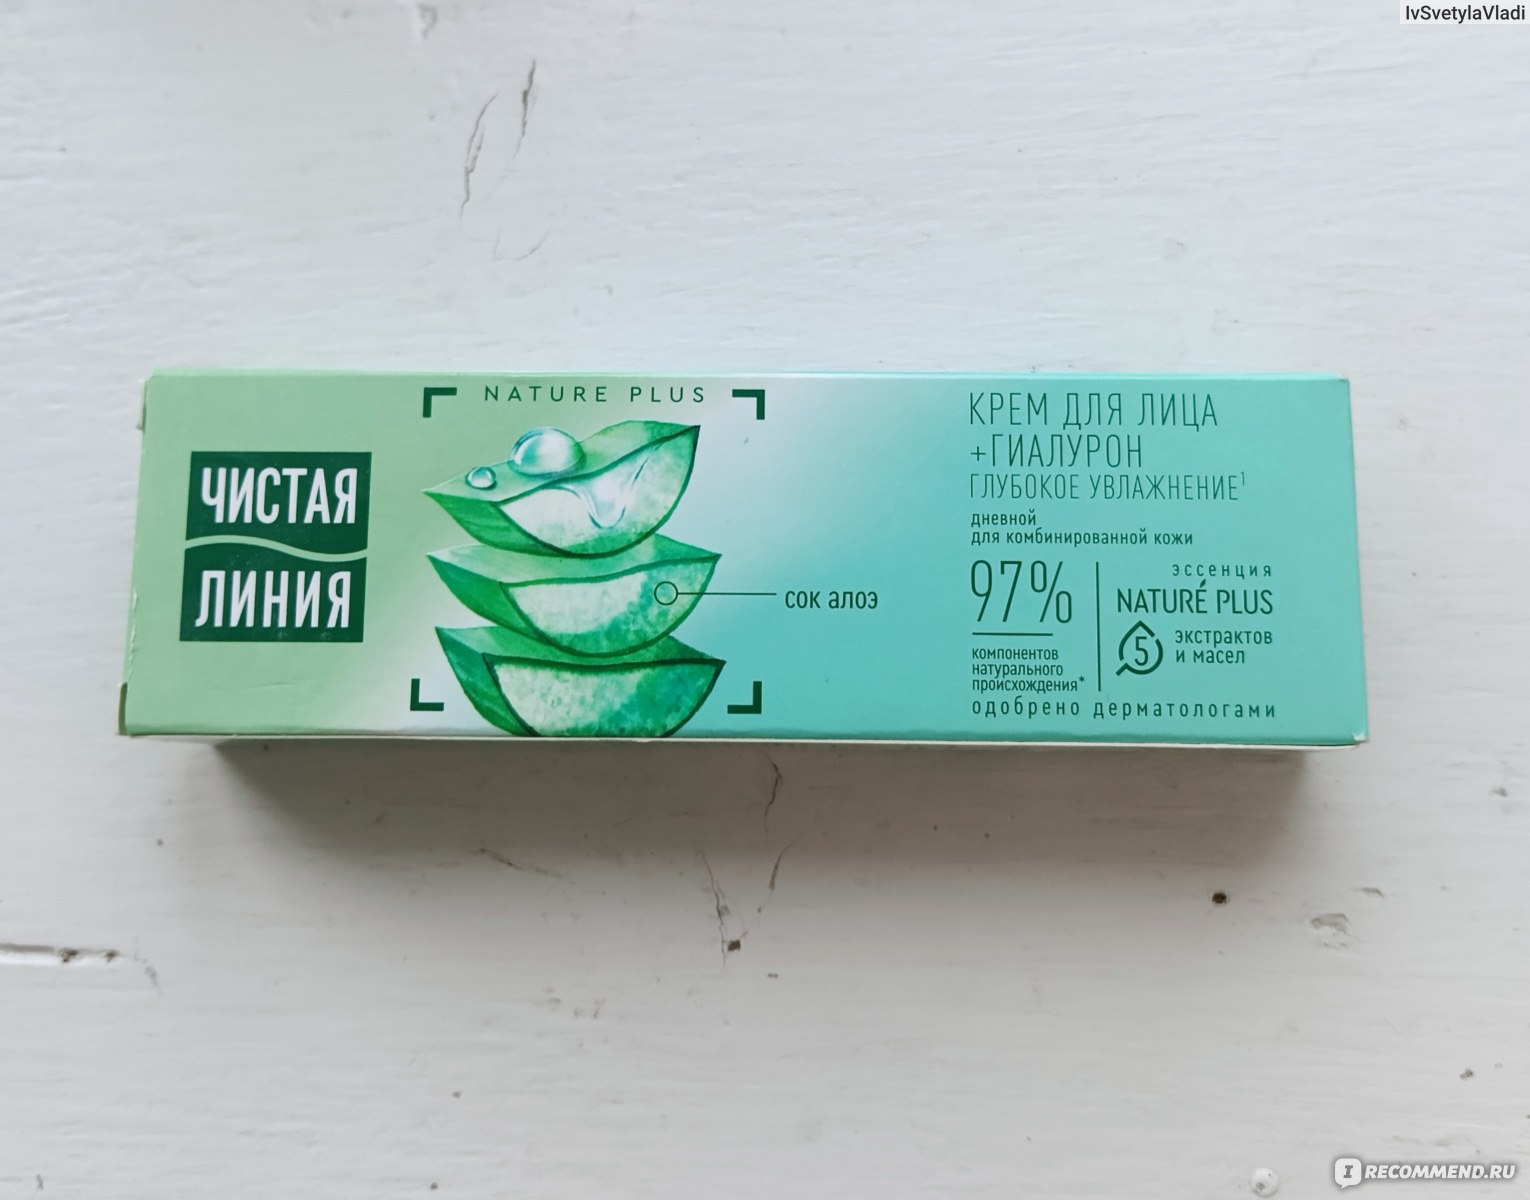 IvSvetylaVladi
NATURE PLUS
ЧИСТАЯ
ЛИНИЯ
сок алоэ
КРЕМ ДЛЯ ЛИЦА
+ГИАЛУРОН
ГЛУБОКОЕ УВЛАЖНЕНИЕ¹
дневной
для комбинированной кожи
97%
компонентов
натурального
происхождения*
эссенция
NATURÉ PLUS
5 экстрактов
и масел
одобрено дерматологами
I RECOMMEND.RU